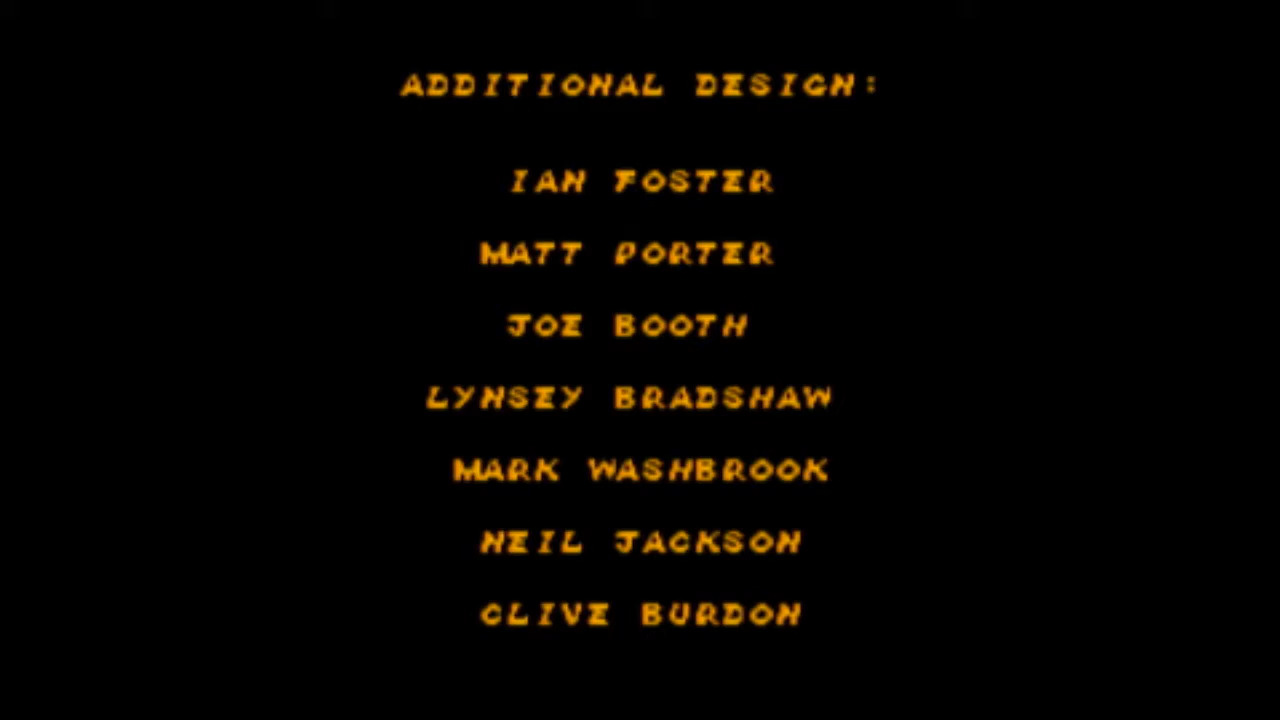 ADDITIONAL DESIGN:
IAN FOSTER
MATT PORTER
JOE BOOTH
LYNSEY BRADSHAW
MARK WASHBROOK
NEIL JACKSON
CLIVE BURDON